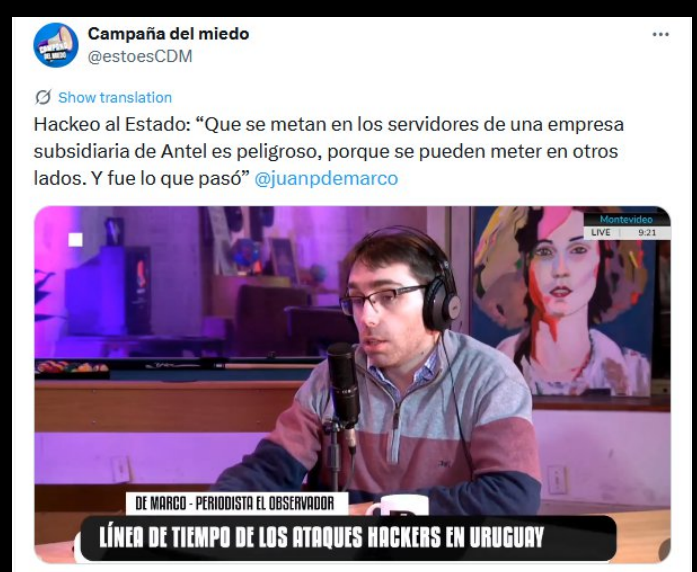 Campaña del miedo
@estoesCDM
Show translation
Hackeo al Estado: “Que se metan en los servidores de una empresa
subsidiaria de Antel es peligroso, porque se pueden meter en otros
lados. Y fue lo que pasó” @juanpdemarco
Montevideo
LIVE 9:21
DE MARCO - PERIODISTA EL OBSERVADOR
LÍNEA DE TIEMPO DE LOS ATAQUES HACKERS EN URUGUAY